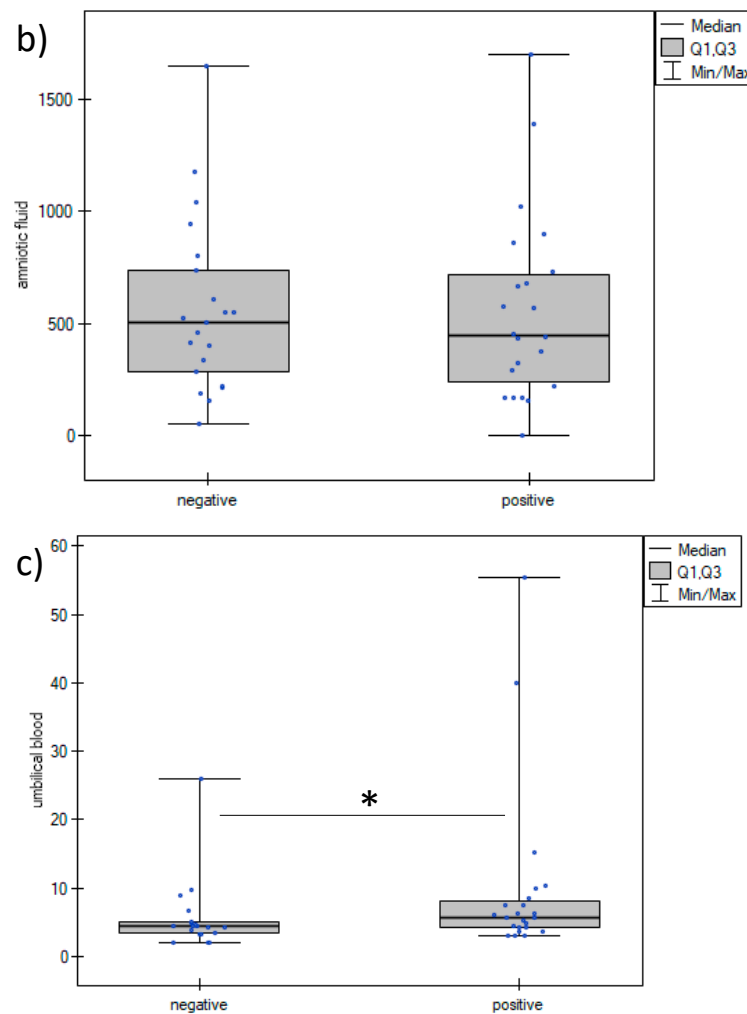 b)
Median
Q1,Q3
Min/Max
1500
1000
500
0
amniotic fluid
negative positive
c)
Median
Q1,Q3
Min/Max
60
50
40
30
20
10
0
umbilical blood
*
negative positive